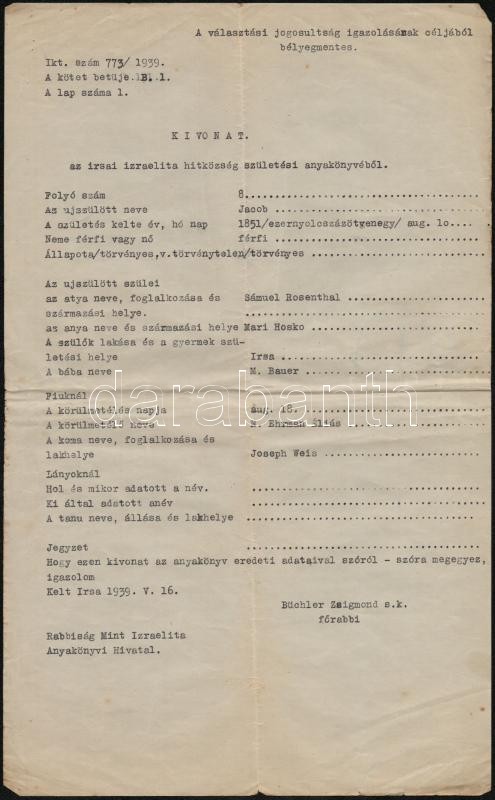 A választási jogosultság igazolásának céljából
bélyegmentes.
Ikt. szám 773/ 1939.
A kötet betüje. B. 1.
A lap száma 1.
K I V O N A T.
az irsai izraelita hitközség születési anyakönyvéből.
Folyó szám 8.
Az ujszülött neve Jacob
A születés kelte év, hó nap 1851/ezernyolcszázötvenegy/ aug. 1o
Neme férfi vagy nő férfi
Állapota/törvényes,v.törvénytelen/törvényes
Az ujszülött szülei
az atya neve, foglalkozása és Sámuel Rosenthal
származási helye.
az anya neve és származási helye Mari Hosko
A szülők lakása és a gyermek szü-
letési helye Irsa
A bába neve M. Bauer
darabanth
Fiuknál
A körülmetélés napja aug. 18.
A körülmetélő neve Ehrman Éliás
A koma neve, foglalkozása és
lakhelye Joseph Weis
Lányoknál
Hol és mikor adatott a név.
Ki által adatott anév
A tanu neve, állása és lakhelye
Jegyzet
Hogy ezen kivonat az anyakönyv eredeti adataival szóról - szóra megegyez,
igazolom
Kelt Irsa 1939. V. 16.
Büchler Zsigmond s.k.
főrabbi
Rabbiság Mint Izraelita
Anyakönyvi Hivatal.